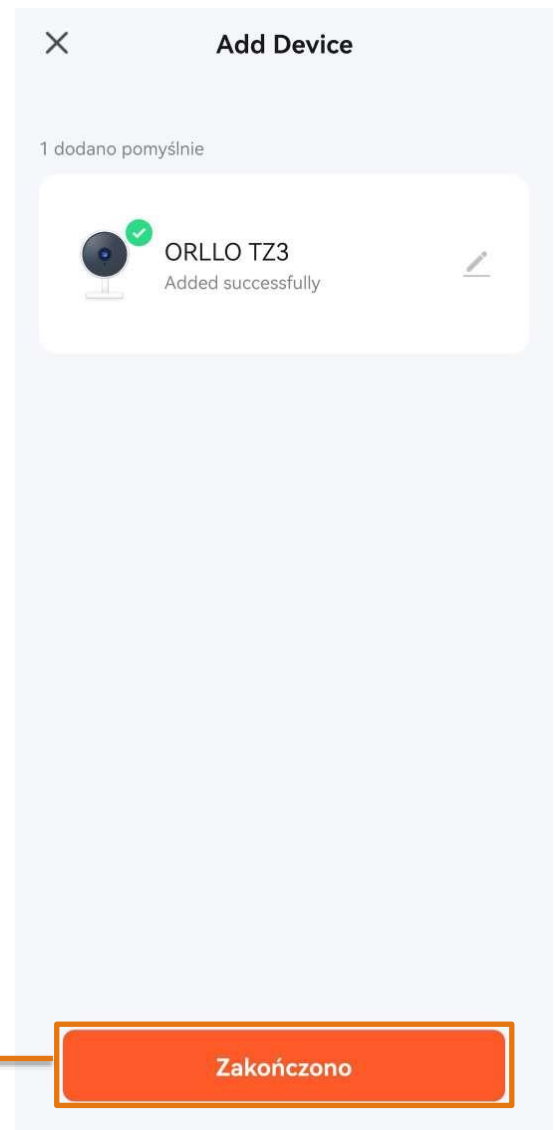 Add Device
1 dodano pomyślnie
ORLLO TZ3
Added successfully
Zakończono